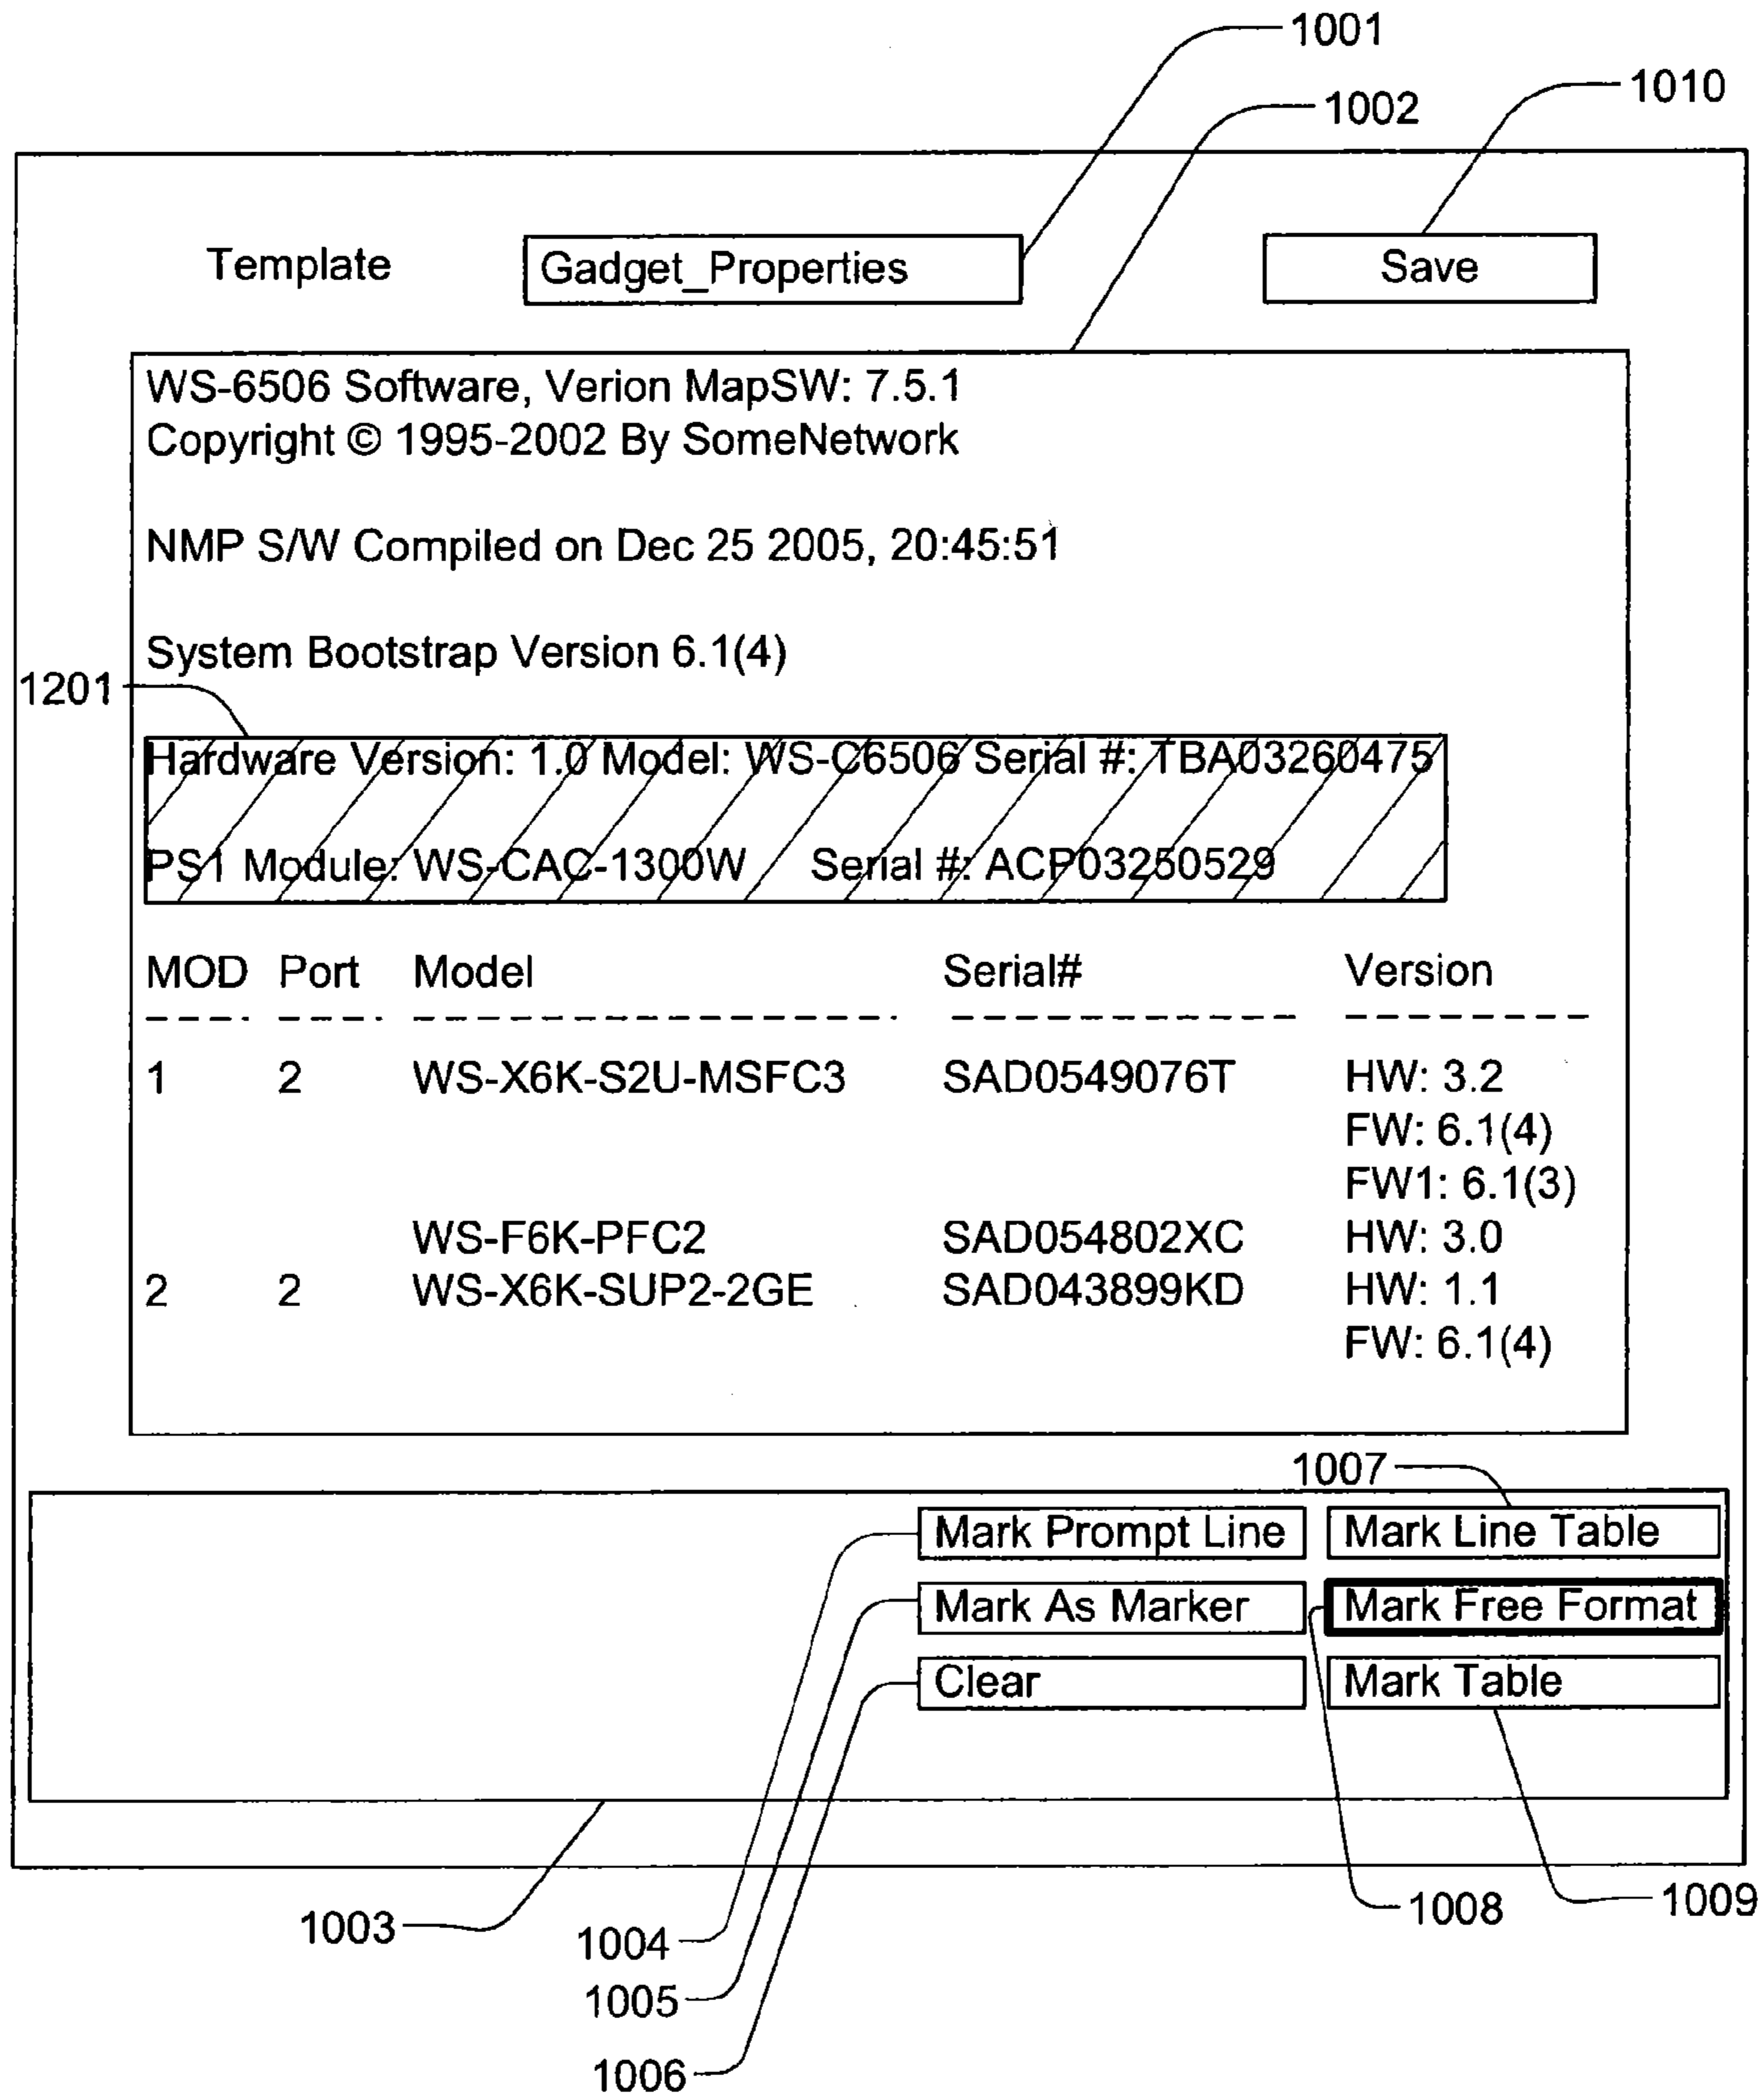 1001
1010
1002
Template Gadget_Properties Save
WS-6506 Software, Verion MapSW: 7.5.1
Copyright © 1995-2002 By SomeNetwork
NMP S/W Compiled on Dec 25 2005, 20:45:51
System Bootstrap Version 6.1(4)
1201
Hardware Version: 1.0 Model: WS-C6506 Serial #: TBA03260475
PS1 Module: WS-CAC-1300W Serial #: ACP03250529
MOD Port Model Serial# Version
1 2 WS-X6K-S2U-MSFC3 SAD0549076T HW: 3.2
FW: 6.1(4)
FW1: 6.1(3)
WS-F6K-PFC2 SAD054802XC HW: 3.0
2 2 WS-X6K-SUP2-2GE SAD043899KD HW: 1.1
FW: 6.1(4)
1007
Mark Prompt Line Mark Line Table
Mark As Marker Mark Free Format
Clear Mark Table
1003
1004
1008
1009
1005
1006